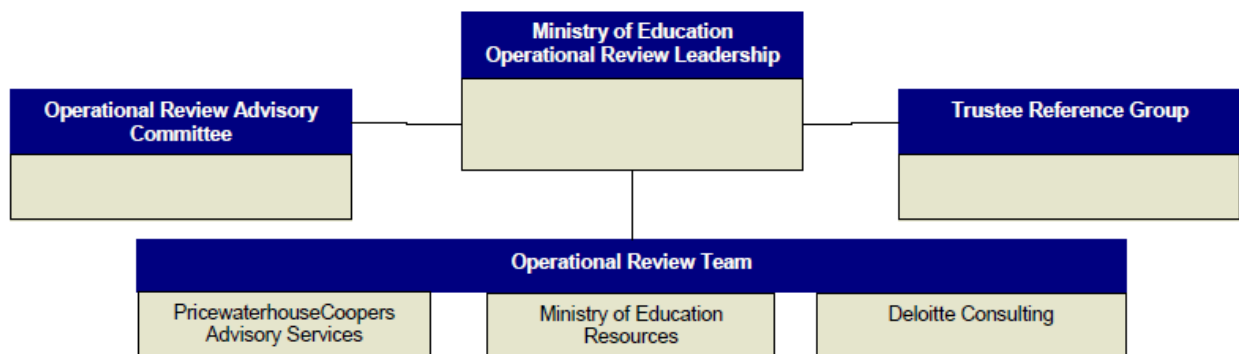 Ministry of Education
Operational Review Leadership
Operational Review Advisory
Committee
Trustee Reference Group
Operational Review Team
PricewaterhouseCoopers
Advisory Services
Ministry of Education
Resources
Deloitte Consulting